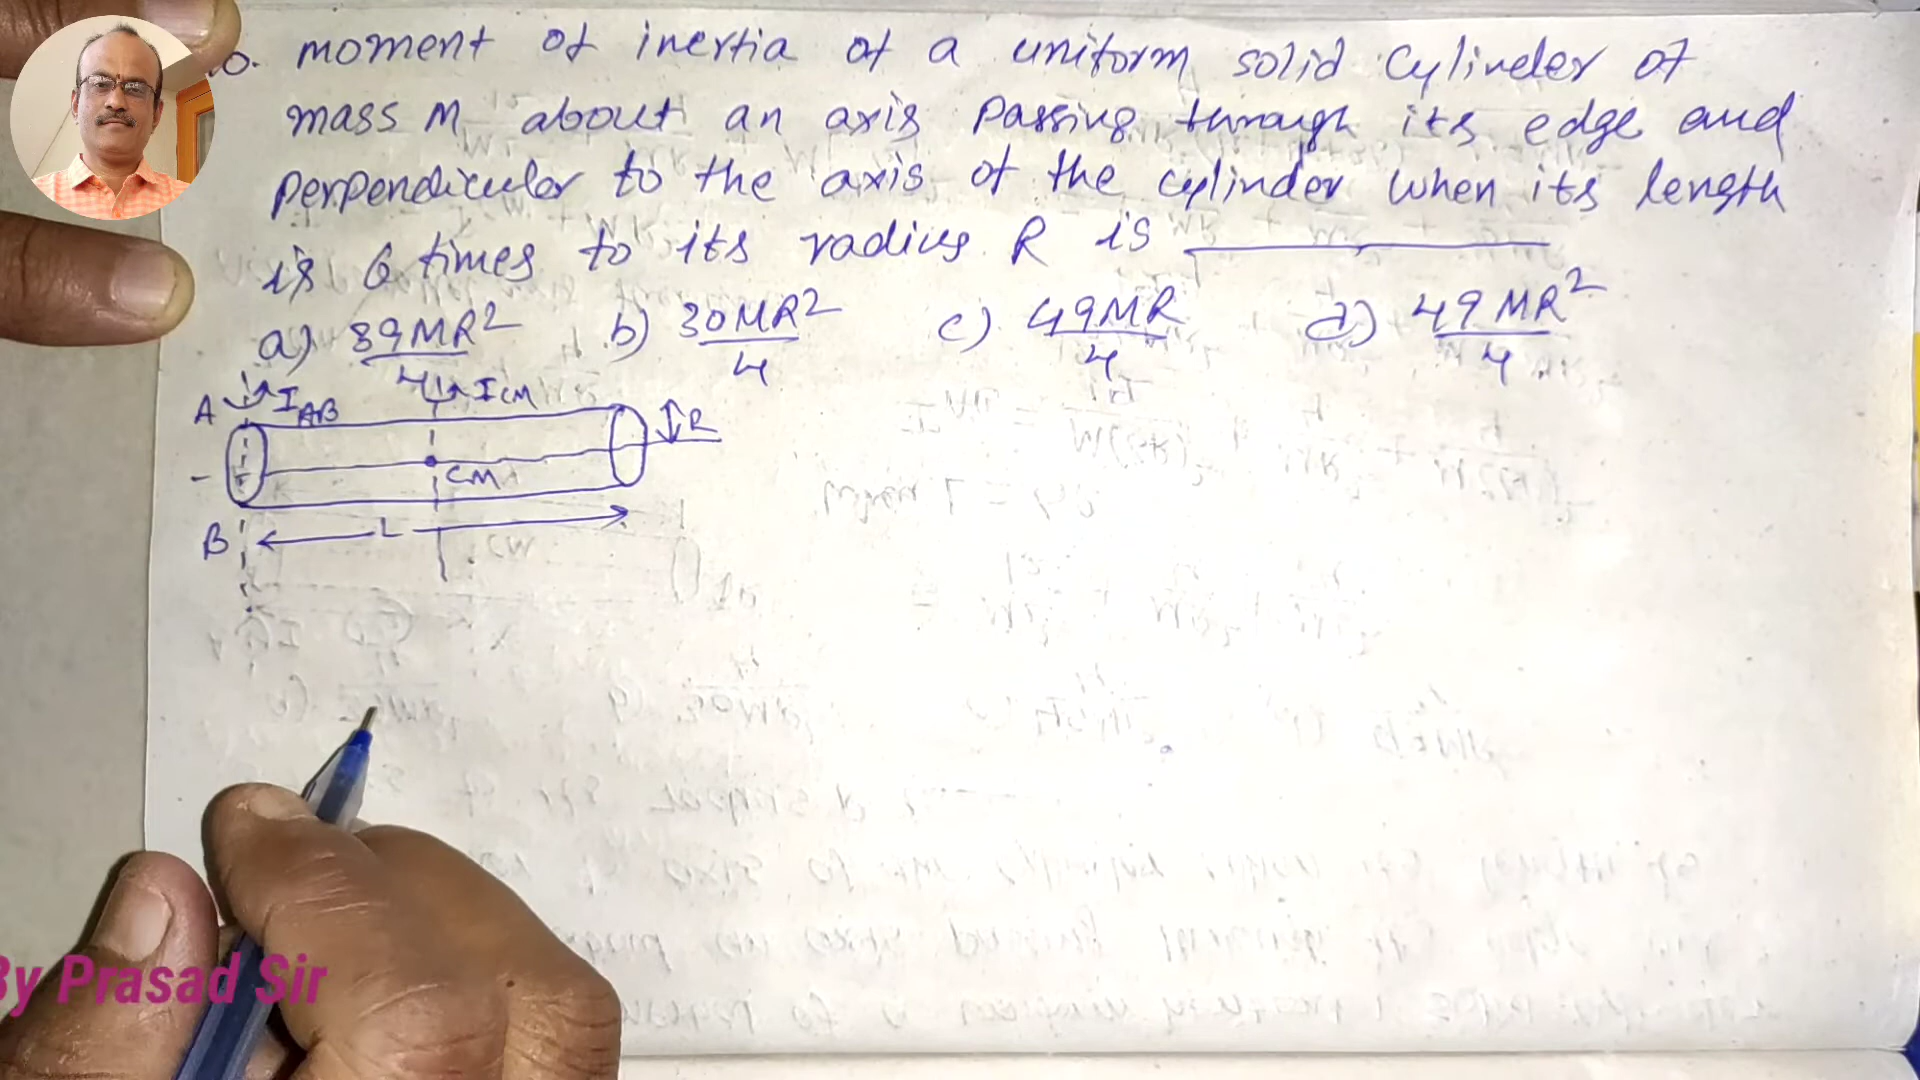 0. moment of inertia of a uniform solid cylinder of
mass M about an axis passing through its edge and
perpendicular to the axis of the cylinder when its length
is 6 times to its radius R is
a) 39MR²/4 b) 30MR²/4 c) 49MR/4 d) 49MR²/4
A I_AB I_CM
R
CM
B L
By Prasad Sir